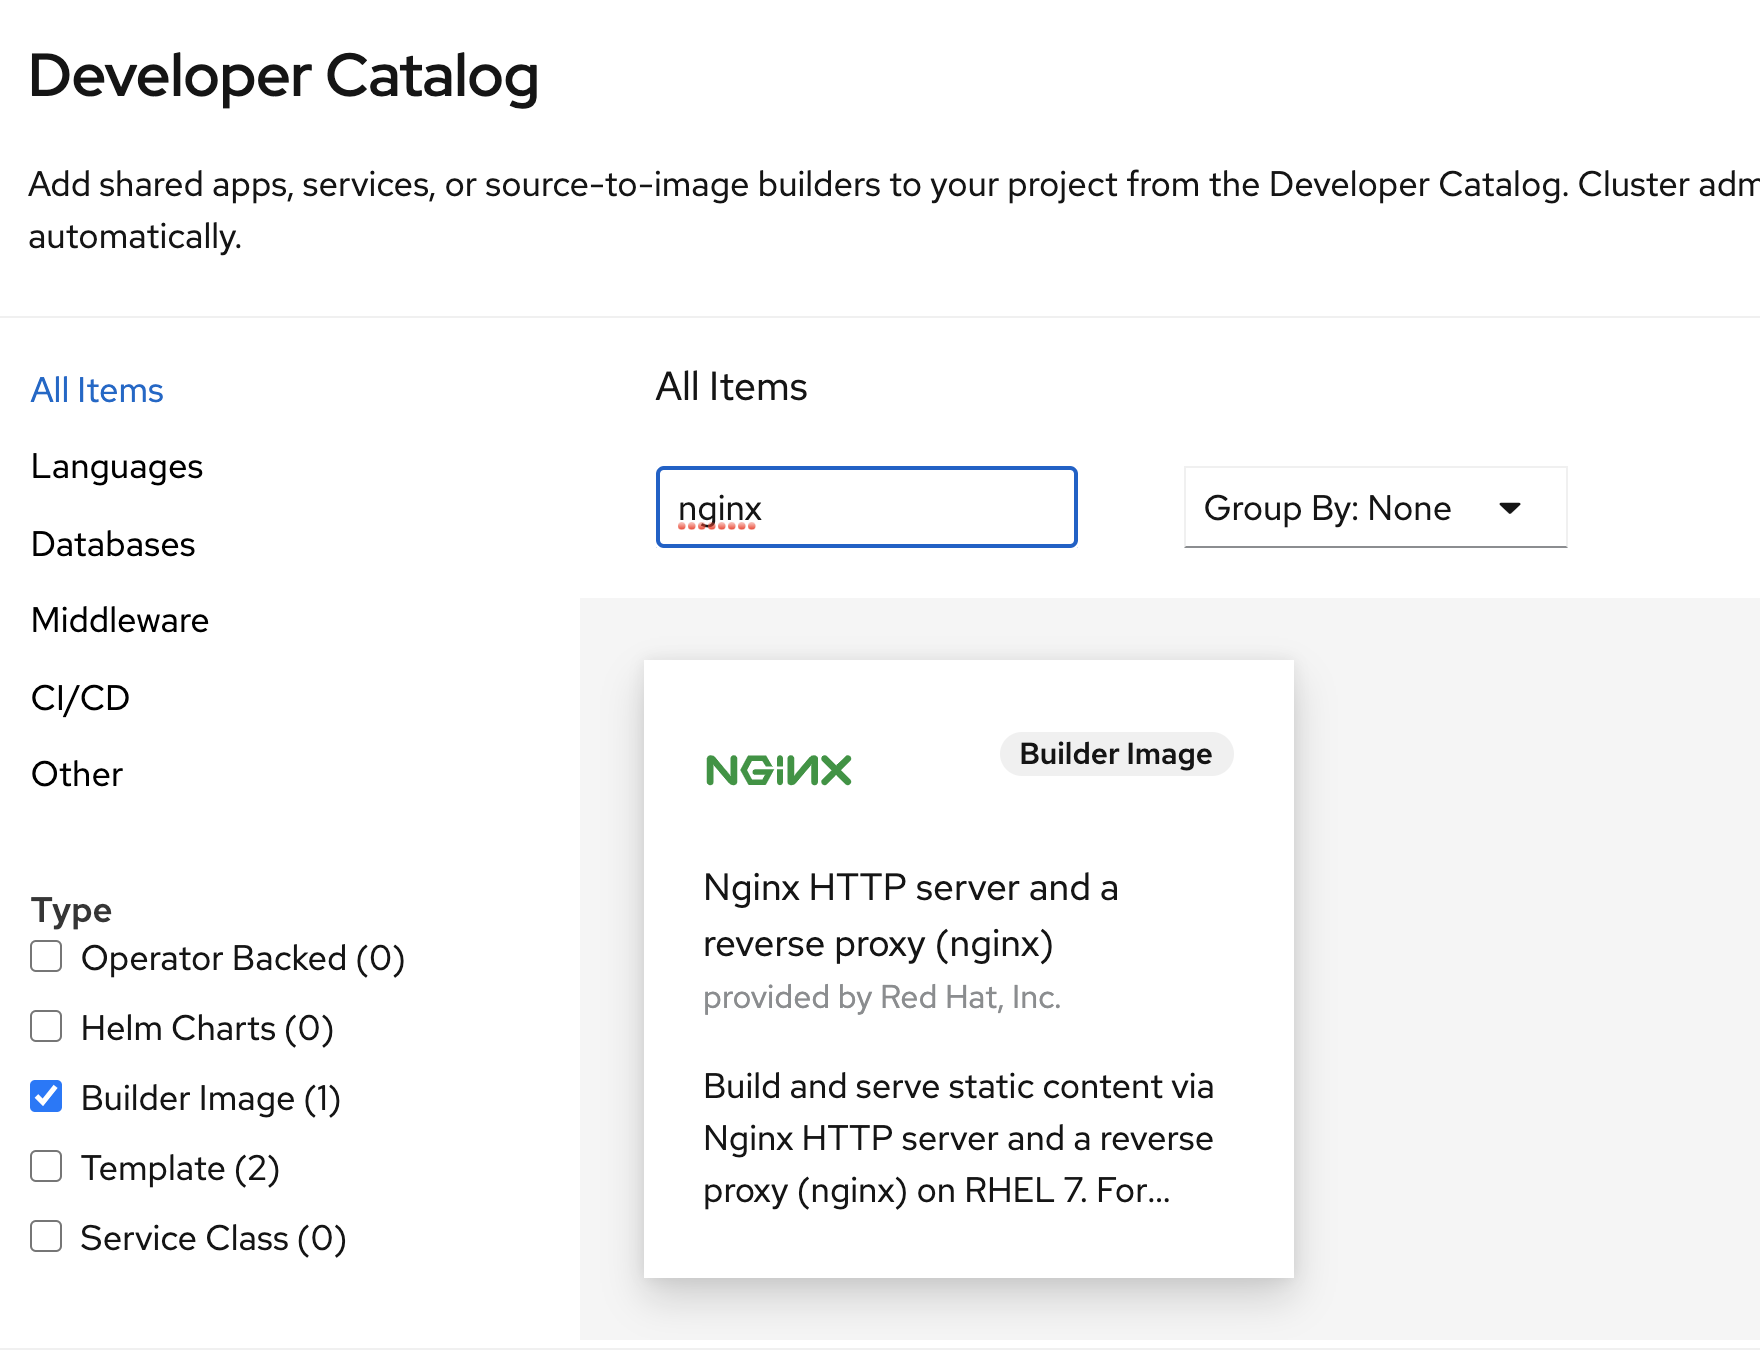 Developer Catalog
Add shared apps, services, or source-to-image builders to your project from the Developer Catalog. Cluster adm
automatically.
All Items
Languages
Databases
Middleware
CI/CD
Other
Type
Operator Backed (0)
Helm Charts (0)
Builder Image (1)
Template (2)
Service Class (0)
All Items
nginx
Group By: None
NGINX
Builder Image
Nginx HTTP server and a
reverse proxy (nginx)
provided by Red Hat, Inc.
Build and serve static content via
Nginx HTTP server and a reverse
proxy (nginx) on RHEL 7. For...